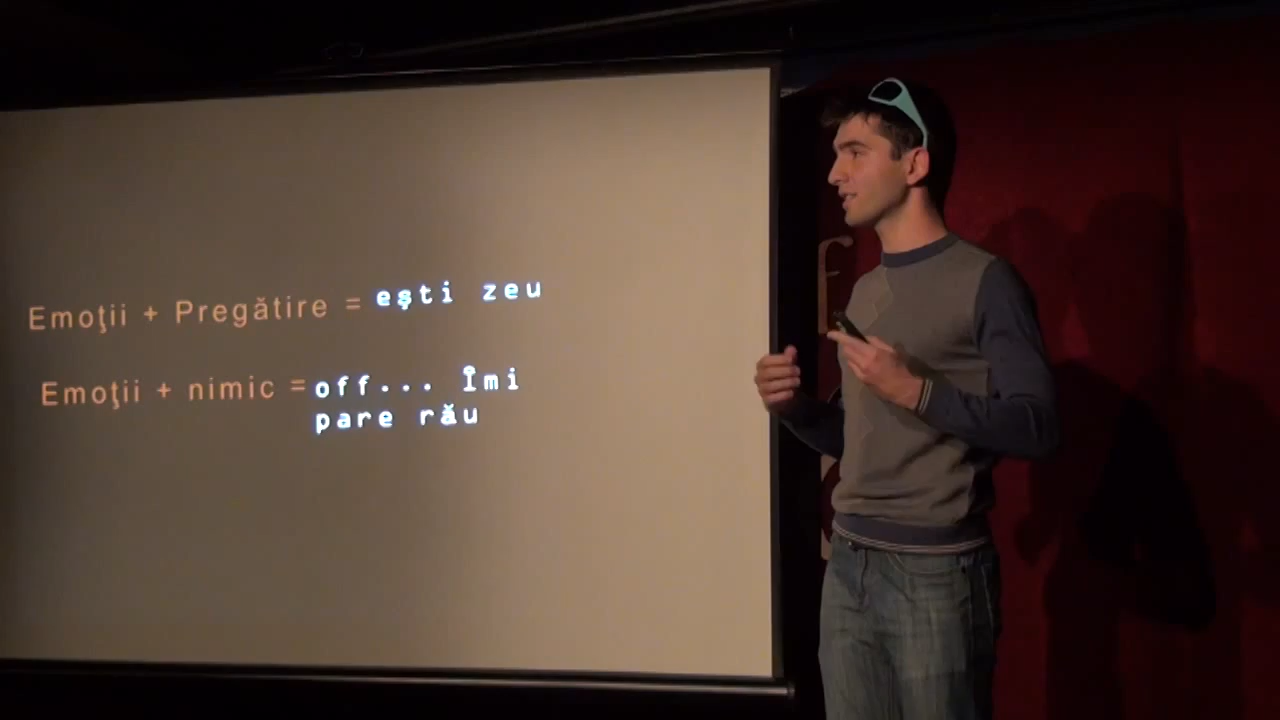 Emoţii + Pregătire = eşti zeu
Emoţii + nimic = off... Îmi
pare rău